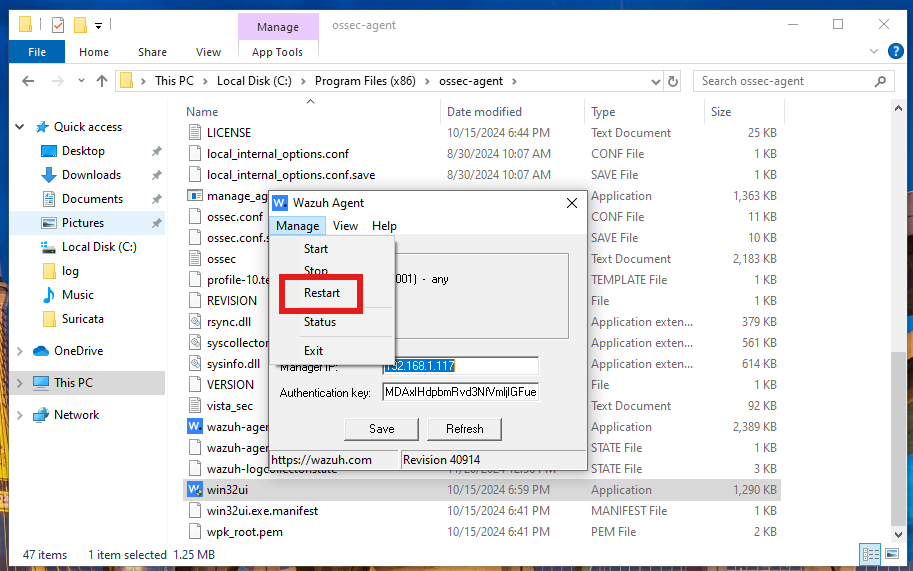 Manage
ossec-agent
File
Home
Share
View
App Tools
This PC
Local Disk (C:)
Program Files (x86)
ossec-agent
Search ossec-agent
Name
Date modified
Type
Size
Quick access
Desktop
Downloads
Documents
Pictures
Local Disk (C:)
log
Music
Suricata
OneDrive
This PC
Network
LICENSE 10/15/2024 6:44 PM Text Document 25 KB
local_internal_options.conf 8/30/2024 10:07 AM CONF File 1 KB
local_internal_options.conf.save 8/30/2024 10:07 AM SAVE File 1 KB
manage_ag Application 1,363 KB
ossec.conf CONF File 11 KB
ossec.conf.s SAVE File 10 KB
ossec Text Document 2,183 KB
profile-10.te TEMPLATE File 1 KB
REVISION File 1 KB
rsync.dll Application exten... 379 KB
syscollector Application exten... 561 KB
sysinfo.dll Application exten... 614 KB
VERSION File 1 KB
vista_sec Text Document 92 KB
wazuh-agen Application 2,389 KB
wazuh-agen STATE File 1 KB
STATE File 3 KB
win32ui 10/15/2024 6:59 PM Application 1,290 KB
win32ui.exe.manifest 10/15/2024 6:41 PM MANIFEST File 1 KB
wpk_root.pem 10/15/2024 6:41 PM PEM File 2 KB
Wazuh Agent
Manage View Help
Start
Stop
Restart
Status
Exit
001) - any
Manager IP: 192.168.1.117
Authentication key:
Save
Refresh
https://wazuh.com
Revision 40914
47 items
1 item selected 1.25 MB